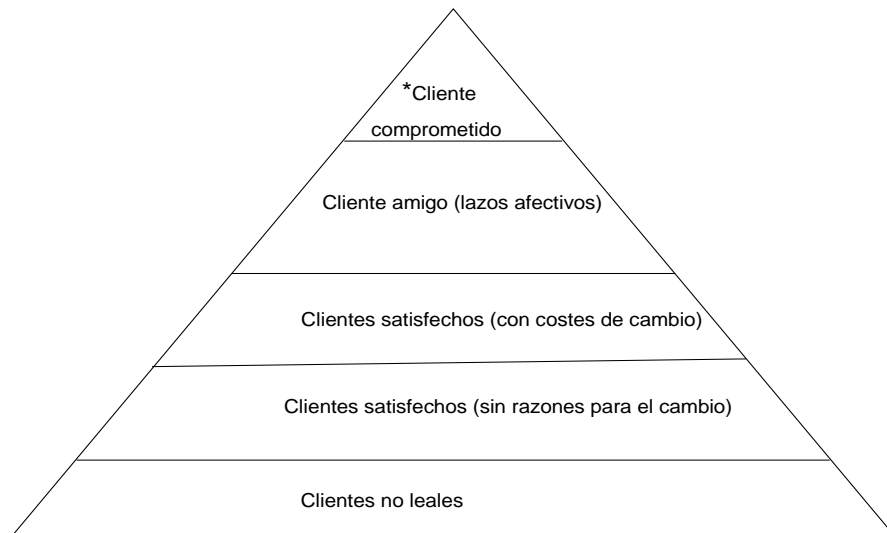 *Cliente
comprometido
Cliente amigo (lazos afectivos)
Clientes satisfechos (con costes de cambio)
Clientes satisfechos (sin razones para el cambio)
Clientes no leales